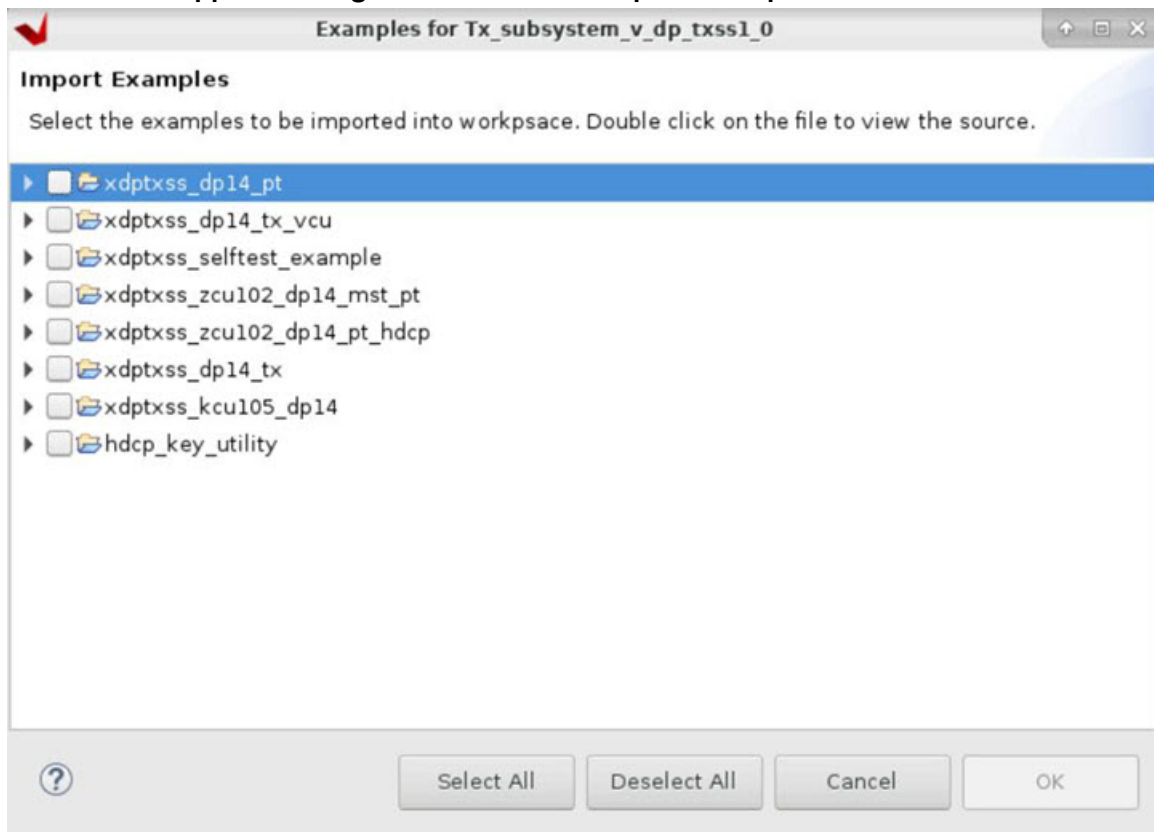 Examples for Tx_subsystem_v_dp_txss1_0
Import Examples
Select the examples to be imported into workpsace. Double click on the file to view the source.
xdptxss_dp14_pt
xdptxss_dp14_tx_vcu
xdptxss_selftest_example
xdptxss_zcu102_dp14_mst_pt
xdptxss_zcu102_dp14_pt_hdcp
xdptxss_dp14_tx
xdptxss_kcu105_dp14
hdcp_key_utility
? Select All Deselect All Cancel OK